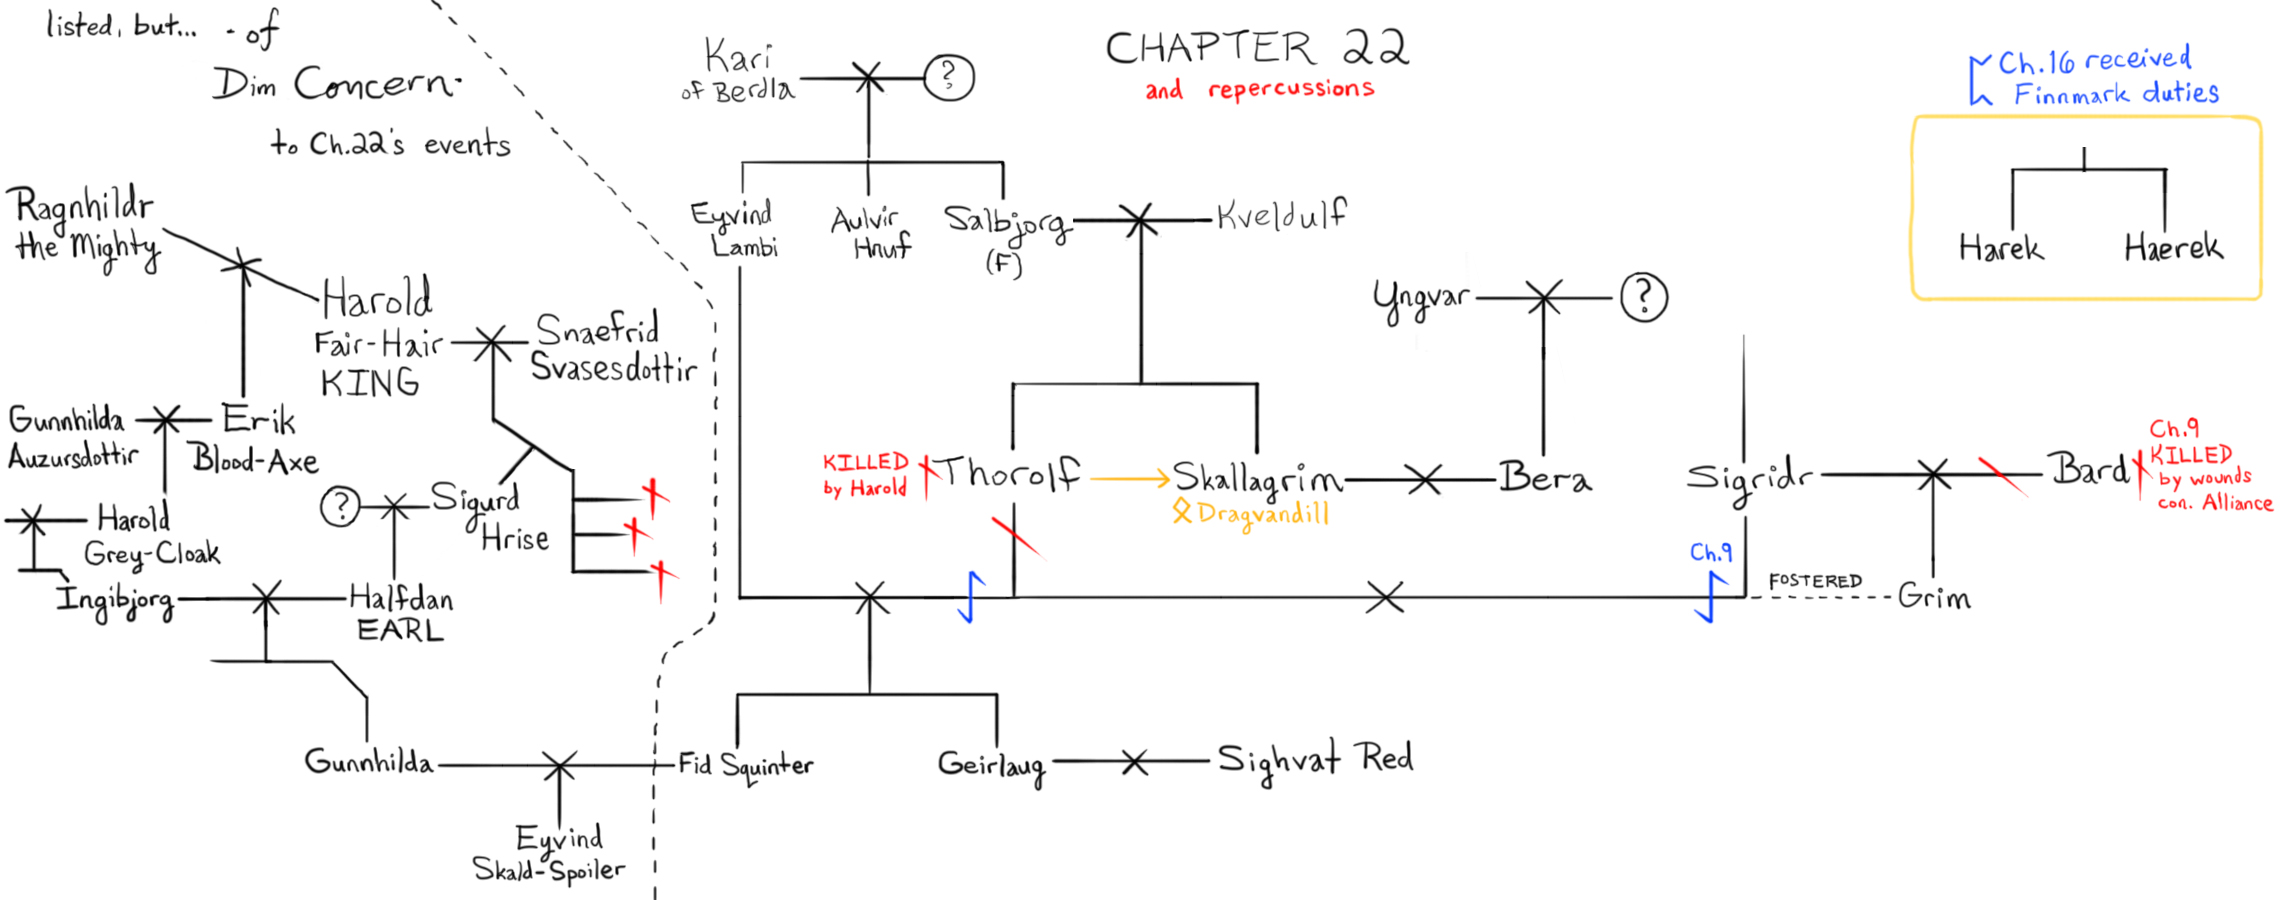 listed, but... - of
Dim Concern.
to Ch.22's events
CHAPTER 22
and repercussions
Ch.16 received
Finnmark duties
Harek
Haerek
Kari
of Berdla
?
Eyvind
Lambi
Aulvir
Hnuf
Salbjorg
(F)
Kveldulf
Yngvar
?
Ragnhildr
the Mighty
Harold
Fair-Hair
KING
Snaefrid
Svasesdottir
Gunnhilda
Auzursdottir
Erik
Blood-Axe
?
Sigurd
Hrise
Harold
Grey-Cloak
Ingibjorg
Halfdan
EARL
KILLED
by Harold
Thorolf
Skallagrim
Dragvandill
Bera
Sigridr
Bard
Ch.9
KILLED
by wounds
con. Alliance
Ch.9
FOSTERED
Grim
Gunnhilda
Fid Squinter
Geirlaug
Sighvat Red
Eyvind
Skald-Spoiler